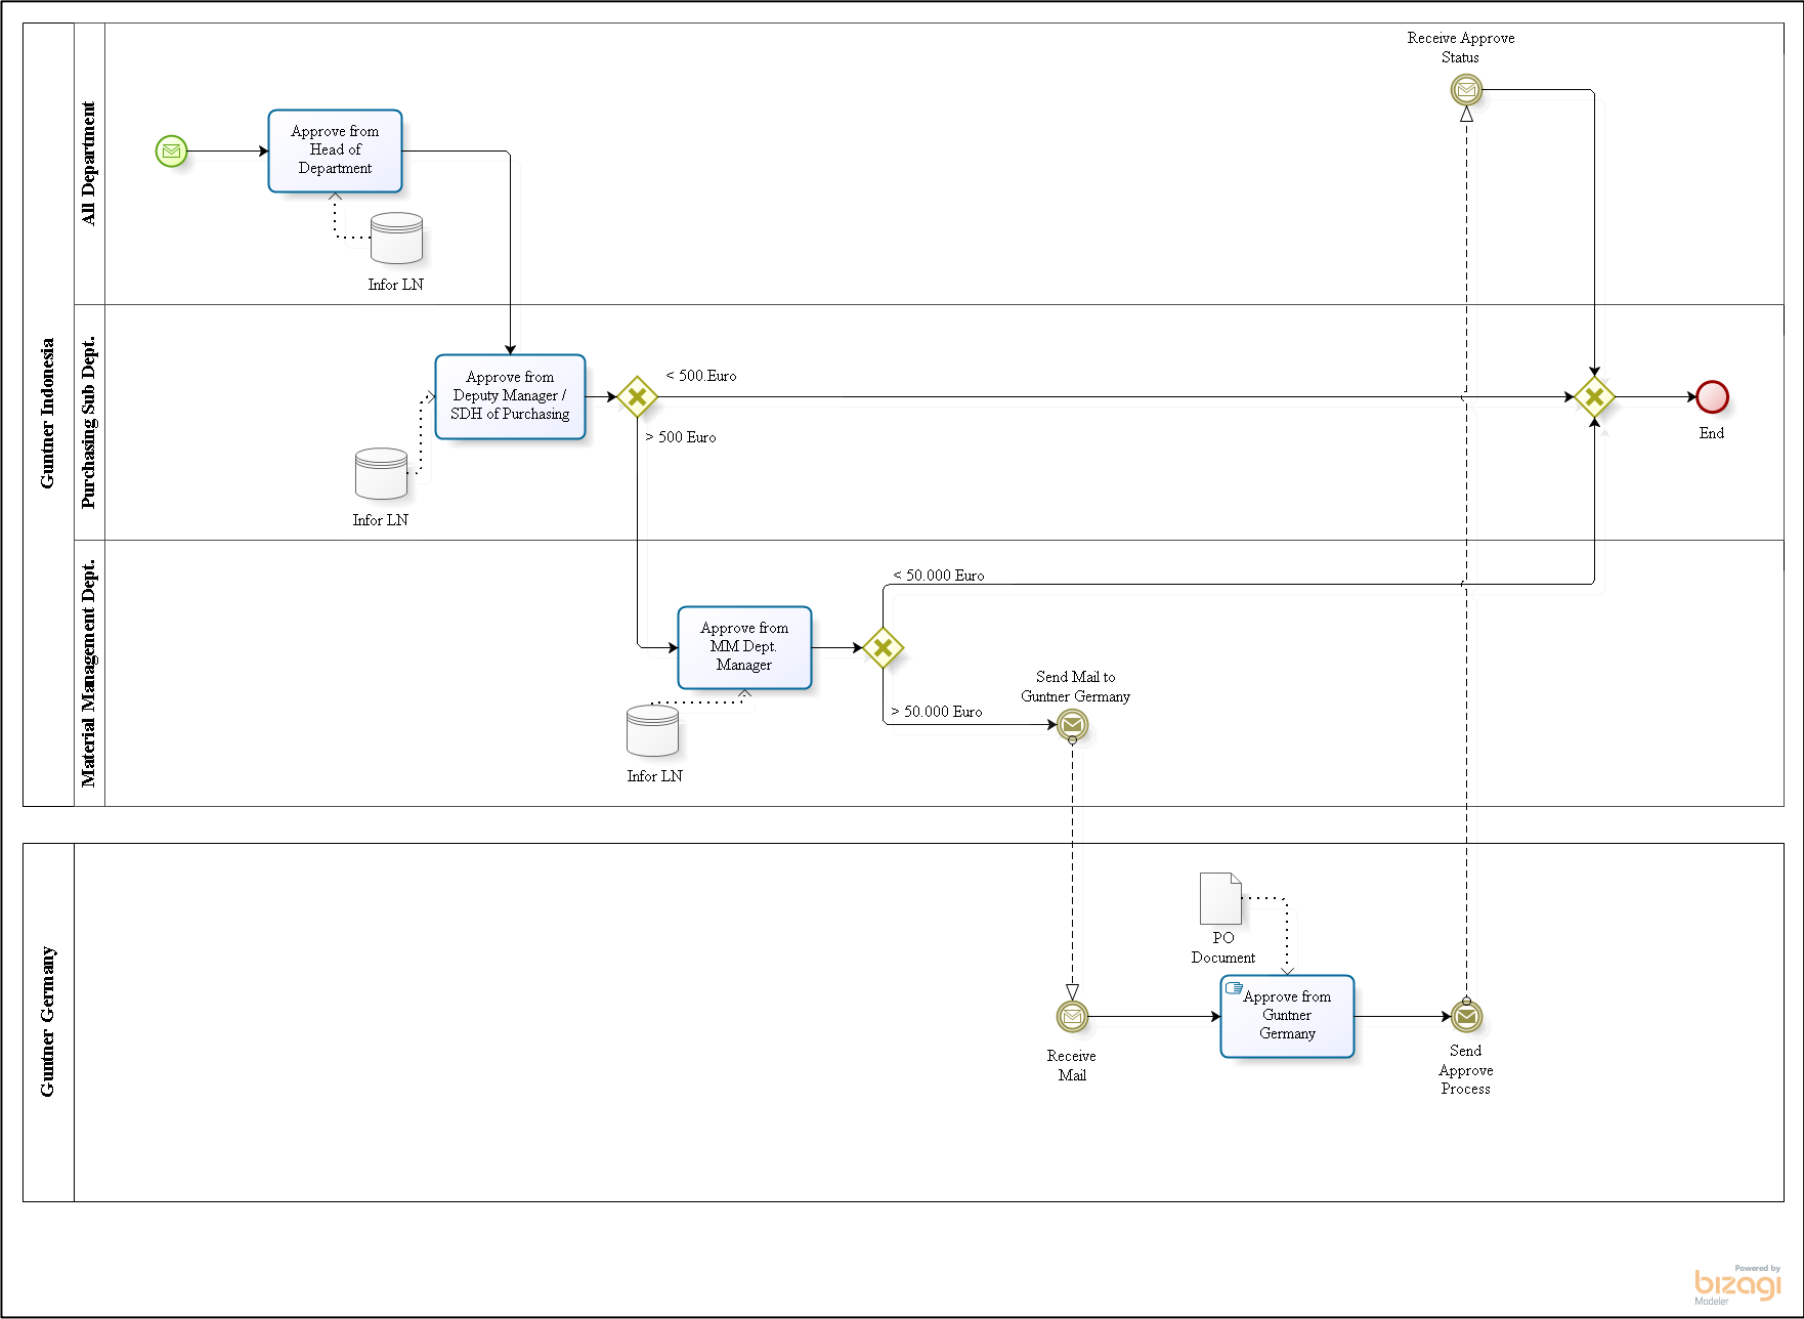 Guntner Indonesia
All Department
Receive Approve
Status
Approve from
Head of
Department
Infor LN
Purchasing Sub Dept.
Approve from
Deputy Manager /
SDH of Purchasing
< 500.Euro
> 500 Euro
End
Infor LN
Material Management Dept.
< 50.000 Euro
Approve from
MM Dept.
Manager
Send Mail to
Guntner Germany
> 50.000 Euro
Infor LN
Guntner Germany
PO
Document
Approve from
Guntner
Germany
Receive
Mail
Send
Approve
Process
Powered by
bizagi
Modeler